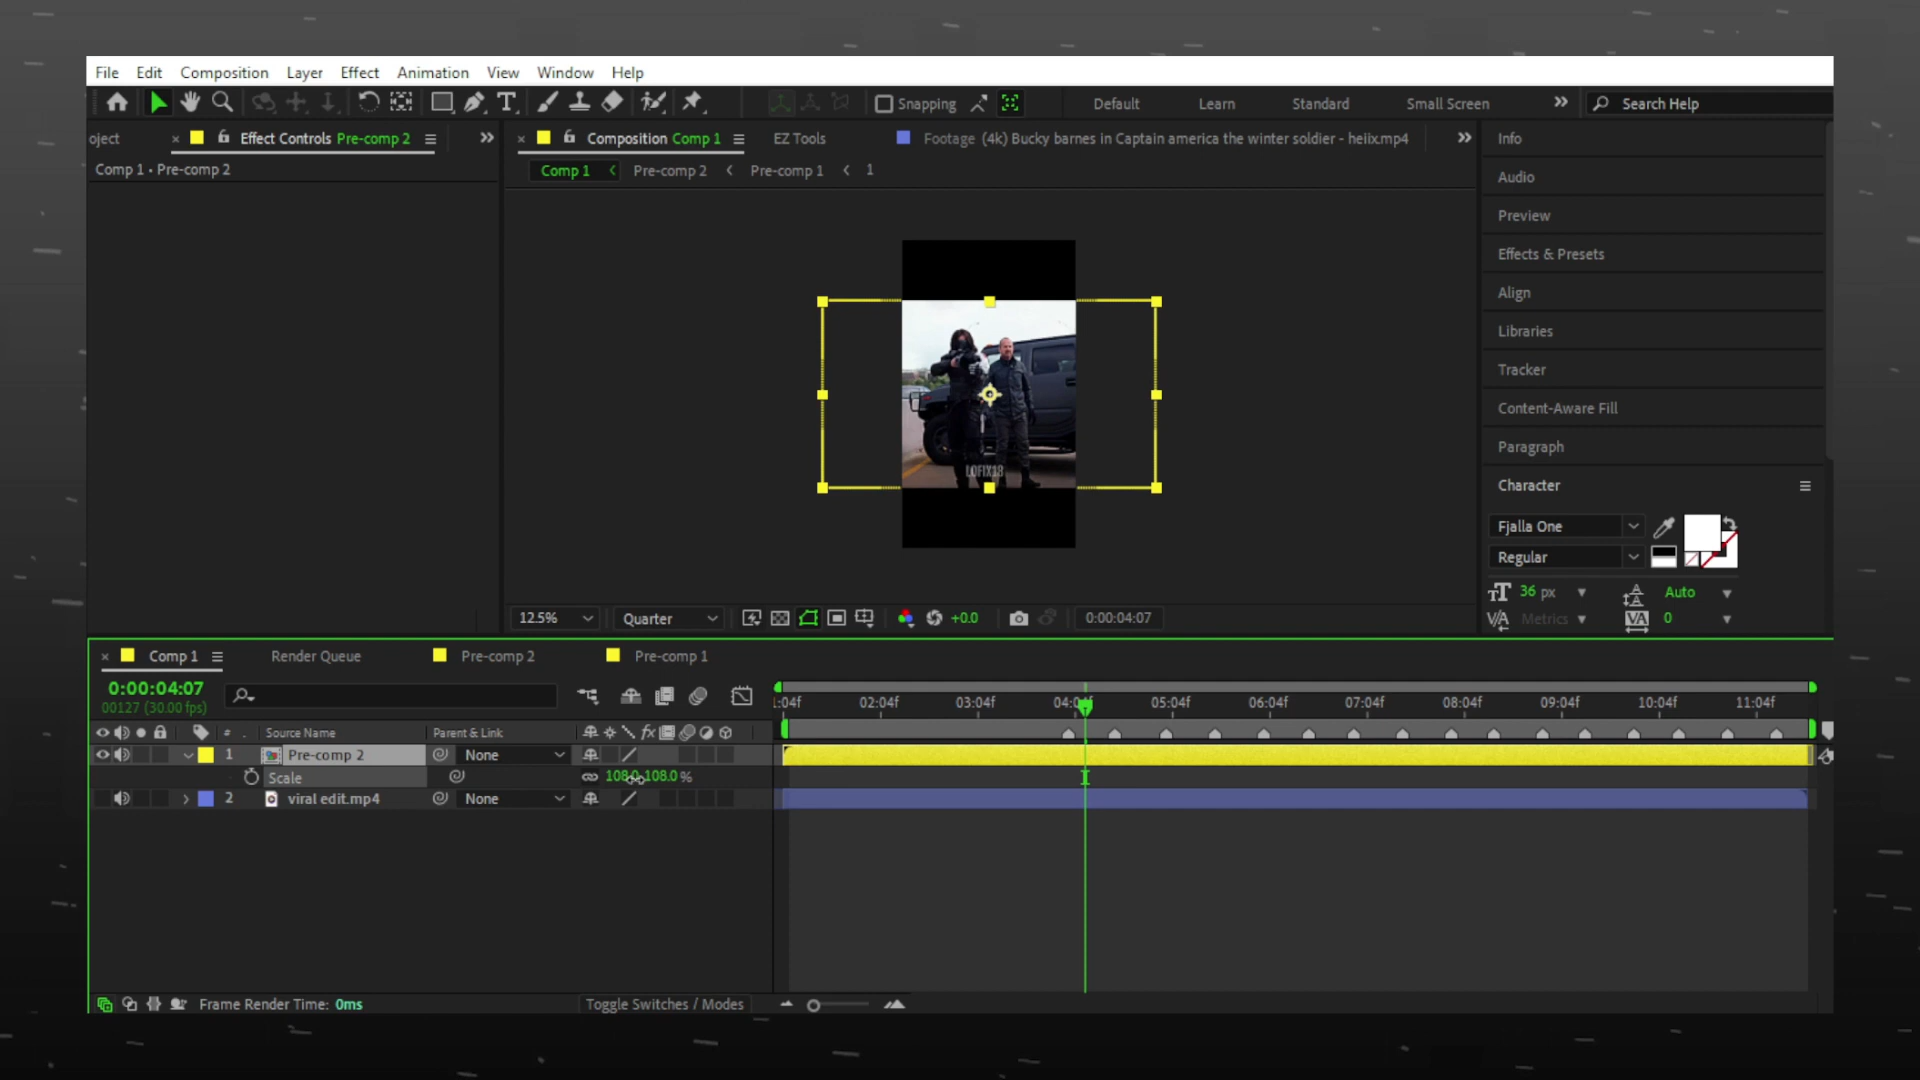 File Edit Composition Layer Effect Animation View Window Help
Snapping Default Learn Standard Small Screen Search Help
oject Effect Controls Pre-comp 2
Composition Comp 1 EZ Tools Footage (4k) Bucky barnes in Captain america the winter soldier - heiix.mp4
Info
Comp 1 • Pre-comp 2
Comp 1 Pre-comp 2 Pre-comp 1 1
Audio
Preview
Effects & Presets
Align
Libraries
Tracker
Content-Aware Fill
Paragraph
Character
LOFIX18
Fjalla One
Regular
36 px Auto
Metrics 0
12.5% Quarter +0.0 0:00:04:07
Comp 1 Render Queue Pre-comp 2 Pre-comp 1
0:00:04:07
00127 (30.00 fps)
:04f 02:04f 03:04f 05:04f 06:04f 07:04f 08:04f 09:04f 10:04f 11:04f
# . Source Name Parent & Link fx
1 Pre-comp 2 None
Scale 108.0, 108.0 %
2 viral edit.mp4 None
Frame Render Time: 0ms Toggle Switches / Modes